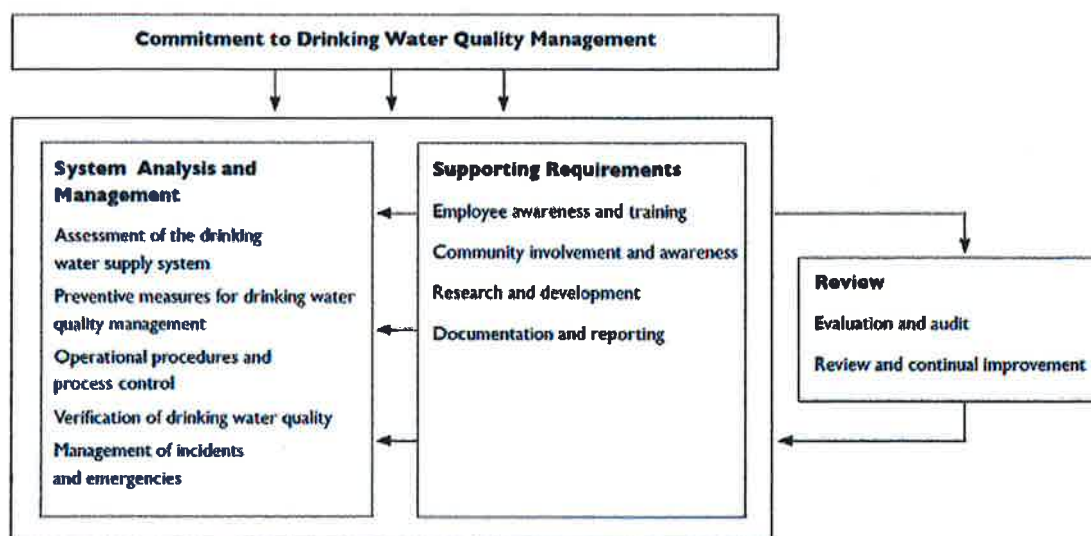 Commitment to Drinking Water Quality Management
System Analysis and
Management
Assessment of the drinking
water supply system
Preventive measures for drinking water
quality management
Operational procedures and
process control
Verification of drinking water quality
Management of incidents
and emergencies
Supporting Requirements
Employee awareness and training
Community involvement and awareness
Research and development
Documentation and reporting
Review
Evaluation and audit
Review and continual improvement